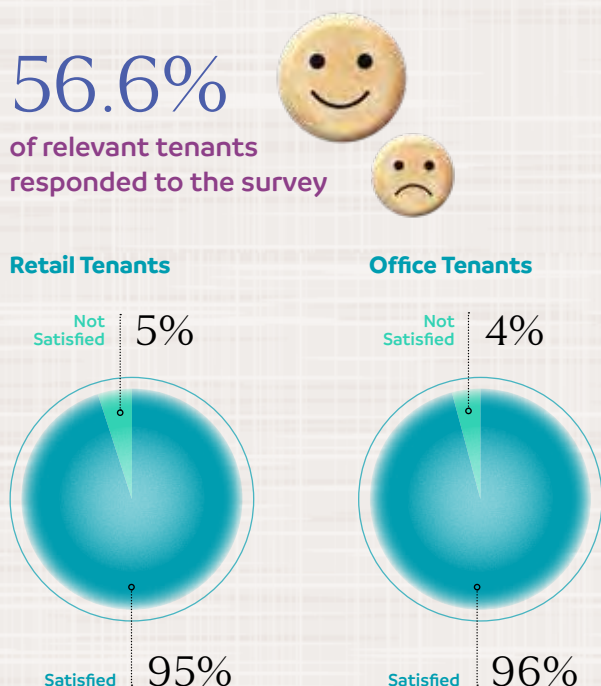 56.6%
of relevant tenants
responded to the survey
Retail Tenants
Not
Satisfied
5%
Satisfied
95%
Office Tenants
Not
Satisfied
4%
Satisfied
96%